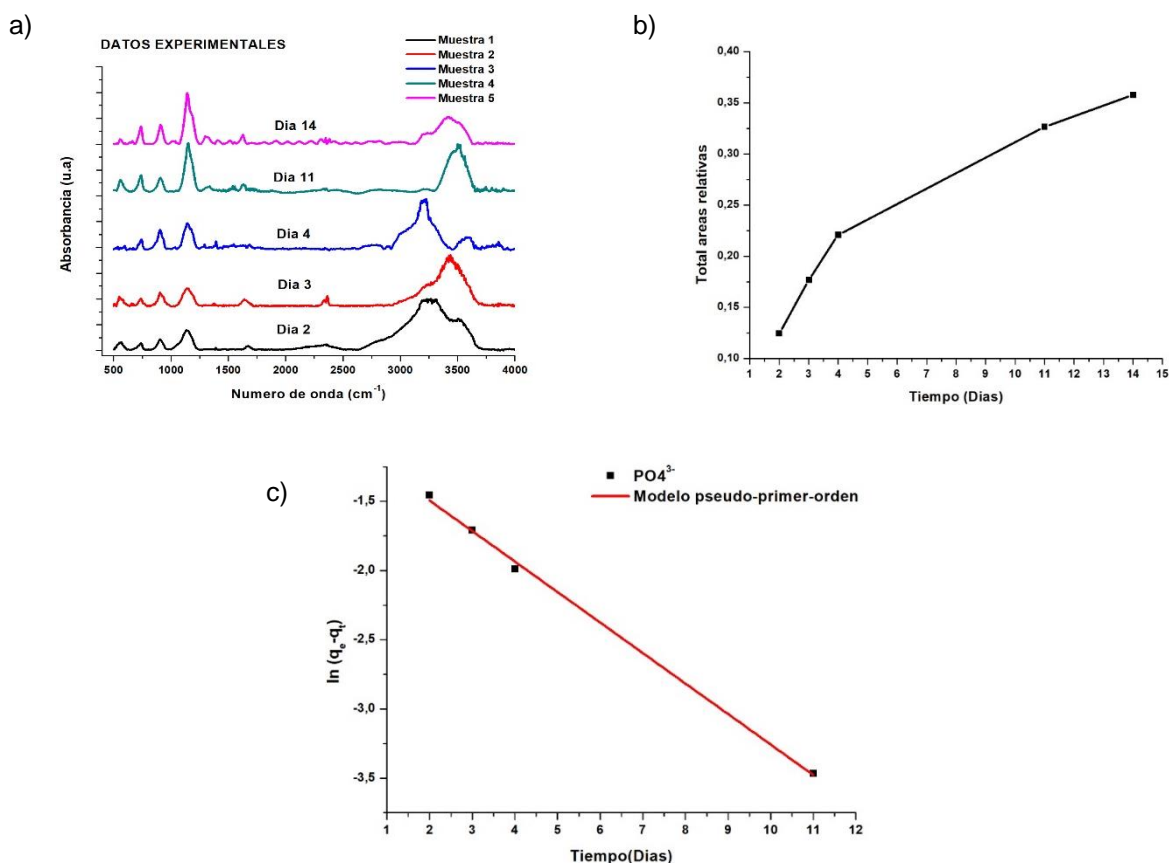 a)
DATOS EXPERIMENTALES
Muestra 1
Muestra 2
Muestra 3
Muestra 4
Muestra 5
Dia 14
Dia 11
Dia 4
Dia 3
Dia 2
Absorbancia (u.a)
500 1000 1500 2000 2500 3000 3500 4000
Numero de onda (cm⁻¹)
b)
Total areas relativas
0,40
0,35
0,30
0,25
0,20
0,15
0,10
1 2 3 4 5 6 7 8 9 10 11 12 13 14 15
Tiempo (Dias)
c)
PO4³⁻
Modelo pseudo-primer-orden
ln (qₑ-qₜ)
-1,5
-2,0
-2,5
-3,0
-3,5
1 2 3 4 5 6 7 8 9 10 11 12
Tiempo(Dias)